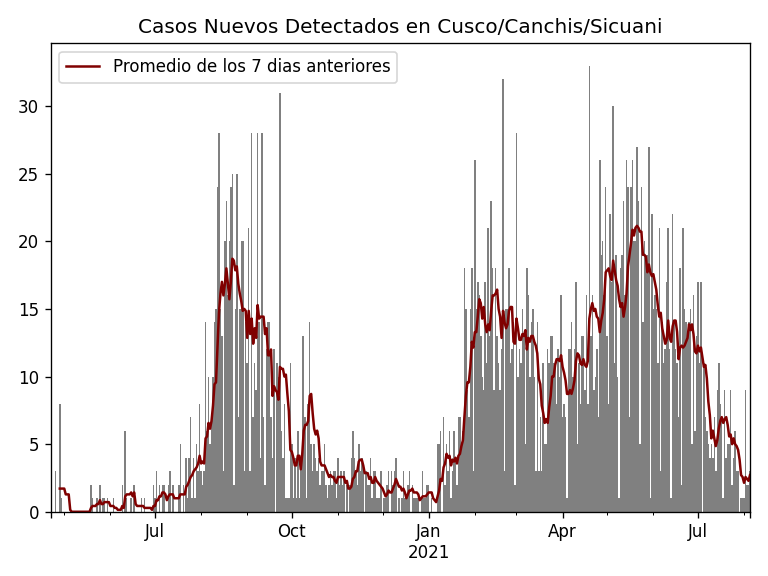 Casos Nuevos Detectados en Cusco/Canchis/Sicuani
Promedio de los 7 dias anteriores
30
25
20
15
10
5
0
Jul Oct Jan Apr Jul
2021